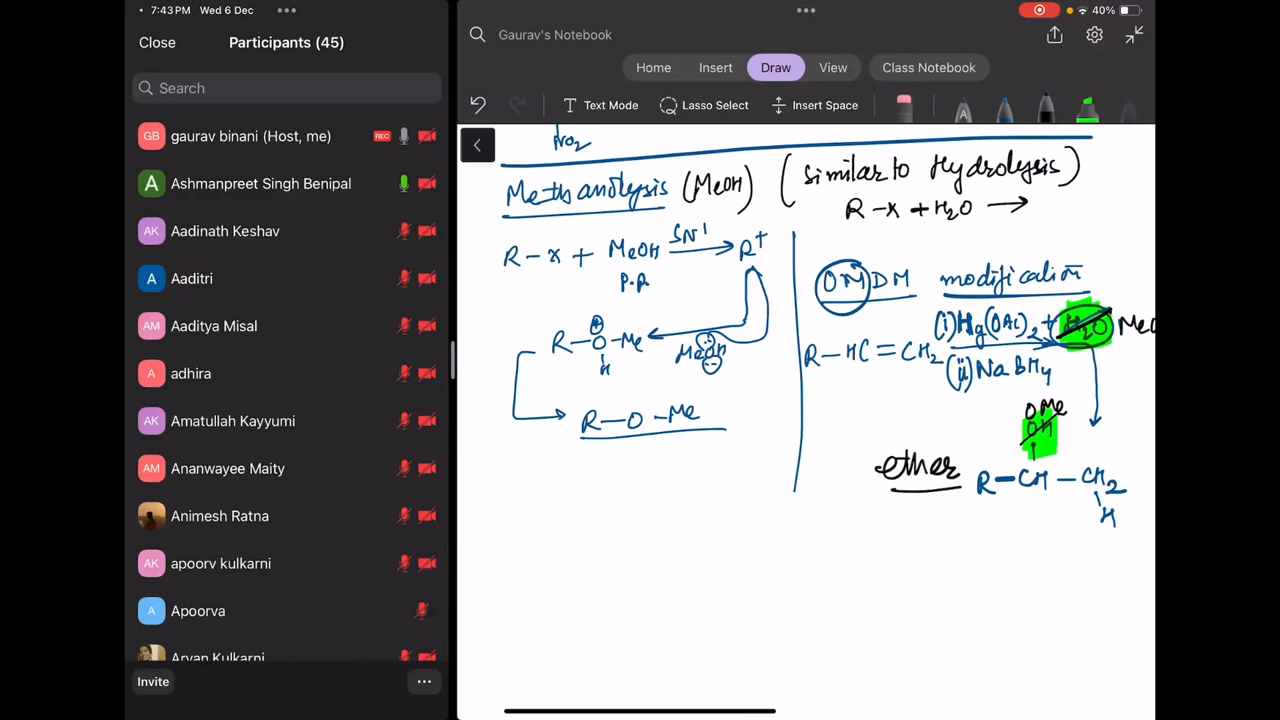 7:43 PM Wed 6 Dec
40%
Close
Participants (45)
Search
GB gaurav binani (Host, me) REC
A Ashmanpreet Singh Benipal
AK Aadinath Keshav
A Aaditri
AM Aaditya Misal
A adhira
AK Amatullah Kayyumi
AM Ananwayee Maity
Animesh Ratna
AK apoorv kulkarni
A Apoorva
Aryan Kulkarni
Invite
Gaurav's Notebook
Home Insert Draw View Class Notebook
Text Mode Lasso Select Insert Space
NO2
Methanolysis (MeOH) (Similar to Hydrolysis)
R-x + H2O →
R-x + MeOH SN1 → R+
P.P.
R-O-Me
⊕
H
MeOH
R-O-Me
OMDM modification
(i) Hg(OAc)2 + H2O MeO
R-HC=CH2
(ii) NaBH4
OMe
OH
ether R-CH-CH2
H